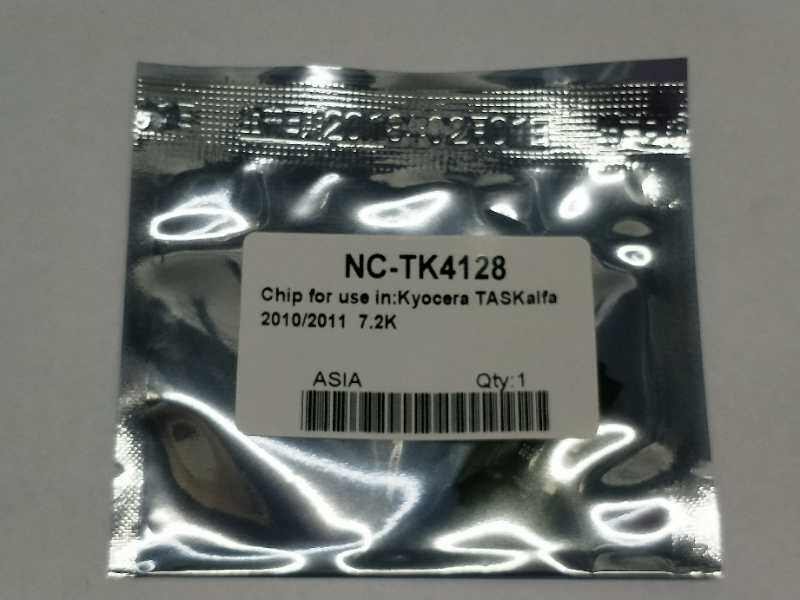 NC-TK4128
Chip for use in:Kyocera TASKalfa
2010/2011 7.2K
ASIA Qty:1